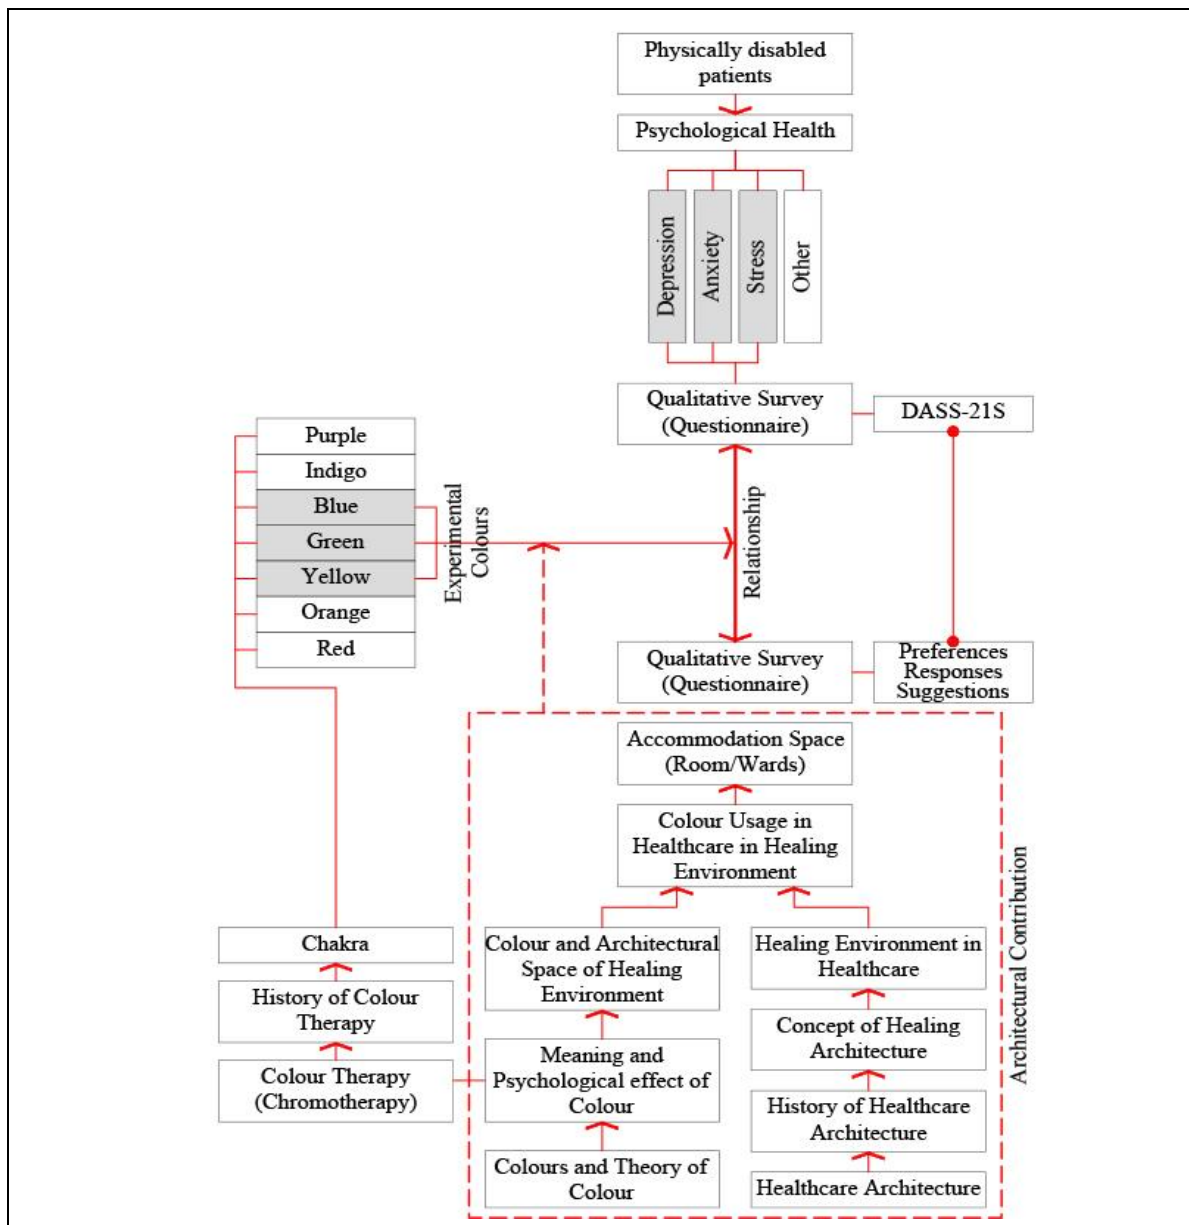 Physically disabled
patients
Psychological Health
Depression
Anxiety
Stress
Other
Qualitative Survey
(Questionnaire)
DASS-21S
Purple
Indigo
Blue
Green
Yellow
Orange
Red
Experimental
Colours
Relationship
Qualitative Survey
(Questionnaire)
Preferences
Responses
Suggestions
Accommodation Space
(Room/Wards)
Colour Usage in
Healthcare in Healing
Environment
Chakra
History of Colour
Therapy
Colour Therapy
(Chromotherapy)
Colour and Architectural
Space of Healing
Environment
Meaning and
Psychological effect of
Colour
Colours and Theory of
Colour
Healing Environment in
Healthcare
Concept of Healing
Architecture
History of Healthcare
Architecture
Healthcare Architecture
Architectural Contribution